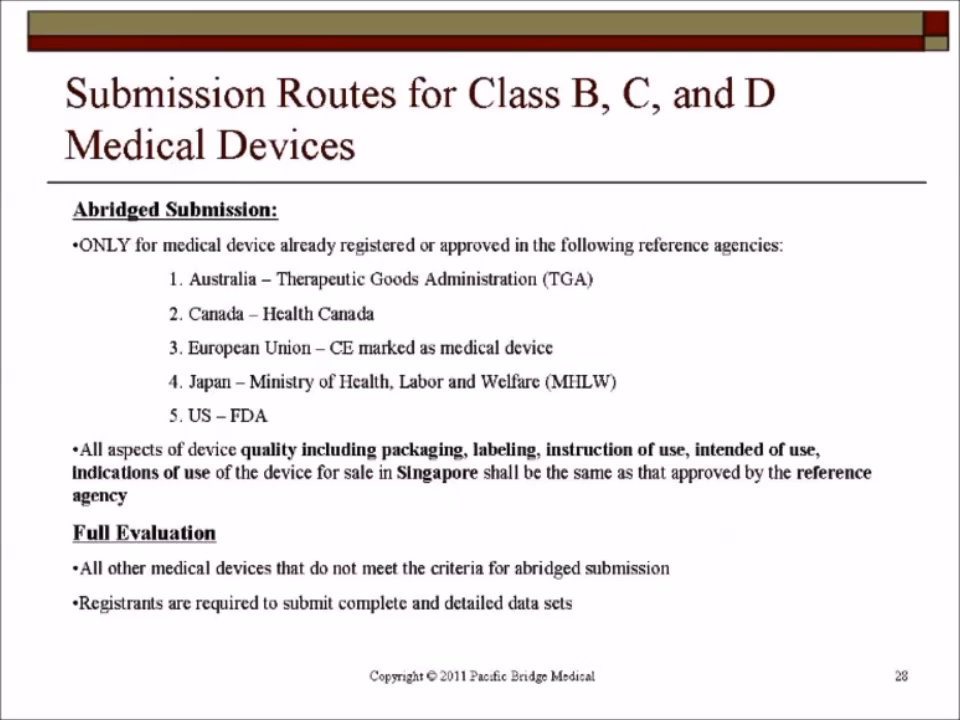 Submission Routes for Class B, C, and D
Medical Devices
Abridged Submission:
•ONLY for medical device already registered or approved in the following reference agencies:
1. Australia – Therapeutic Goods Administration (TGA)
2. Canada – Health Canada
3. European Union – CE marked as medical device
4. Japan – Ministry of Health, Labor and Welfare (MHLW)
5. US – FDA
•All aspects of device quality including packaging, labeling, instruction of use, intended of use,
indications of use of the device for sale in Singapore shall be the same as that approved by the reference
agency
Full Evaluation
•All other medical devices that do not meet the criteria for abridged submission
•Registrants are required to submit complete and detailed data sets
Copyright © 2011 Pacific Bridge Medical
28